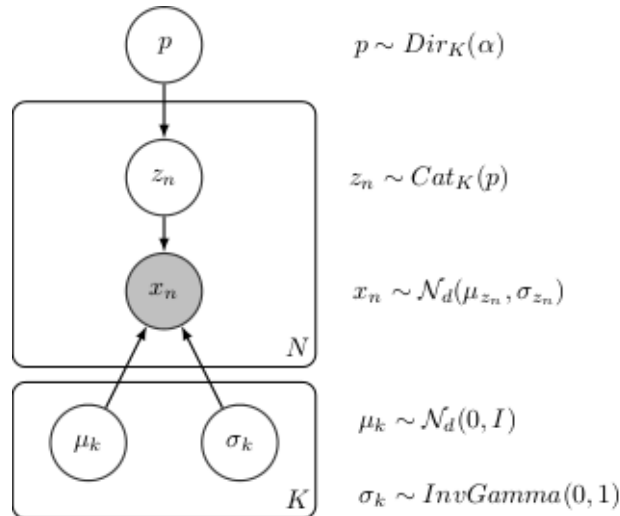 p p ∼ Dir_K(α)
z_n z_n ∼ Cat_K(p)
x_n x_n ∼ 𝒩_d(μ_{z_n}, σ_{z_n})
N
μ_k σ_k μ_k ∼ 𝒩_d(0, I)
K σ_k ∼ InvGamma(0, 1)